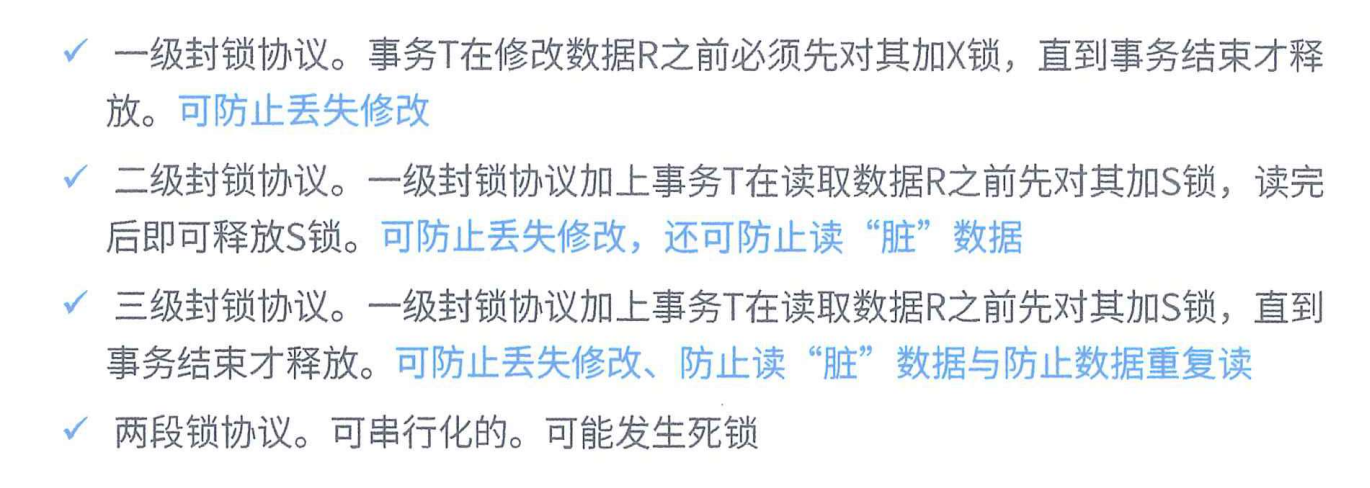 ✓ 一级封锁协议。事务T在修改数据R之前必须先对其加X锁，直到事务结束才释
放。可防止丢失修改
✓ 二级封锁协议。一级封锁协议加上事务T在读取数据R之前先对其加S锁，读完
后即可释放S锁。可防止丢失修改，还可防止读“脏”数据
✓ 三级封锁协议。一级封锁协议加上事务T在读取数据R之前先对其加S锁，直到
事务结束才释放。可防止丢失修改、防止读“脏”数据与防止数据重复读
✓ 两段锁协议。可串行化的。可能发生死锁